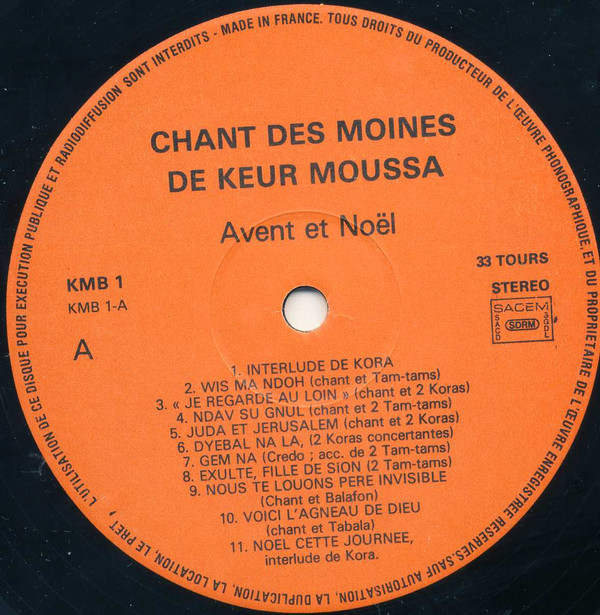 L'UTILISATION DE CE DISQUE POUR EXECUTION PUBLIQUE ET RADIODIFFUSION SONT INTERDITS - MADE IN FRANCE. TOUS DROITS DU PRODUCTEUR DE L'ŒUVRE PHONOGRAPHIQUE, ET DU PROPRIETAIRE DE L'ŒUVRE ENREGISTREE RESERVES. SAUF AUTORISATION, LA DUPLICATION, LA LOCATION, LE PRET,
CHANT DES MOINES
DE KEUR MOUSSA
Avent et Noël
KMB 1
KMB 1-A
A
33 TOURS
STEREO
SACEM
SACD
SDRM
SGDL
1. INTERLUDE DE KORA
2. WIS MA NDOH (chant et Tam-tams)
3. « JE REGARDE AU LOIN » (chant et 2 Koras)
4. NDAV SU GNUL (chant et 2 Tam-tams)
5. JUDA ET JERUSALEM (chant et 2 Koras)
6. DYEBAL NA LA, (2 Koras concertantes)
7. GEM NA (Credo ; acc. de 2 Tam-tams)
8. EXULTE, FILLE DE SION (2 Tam-tams)
9. NOUS TE LOUONS PERE INVISIBLE
(Chant et Balafon)
10. VOICI L'AGNEAU DE DIEU
(chant et Tabala)
11. NOEL CETTE JOURNEE,
interlude de Kora.